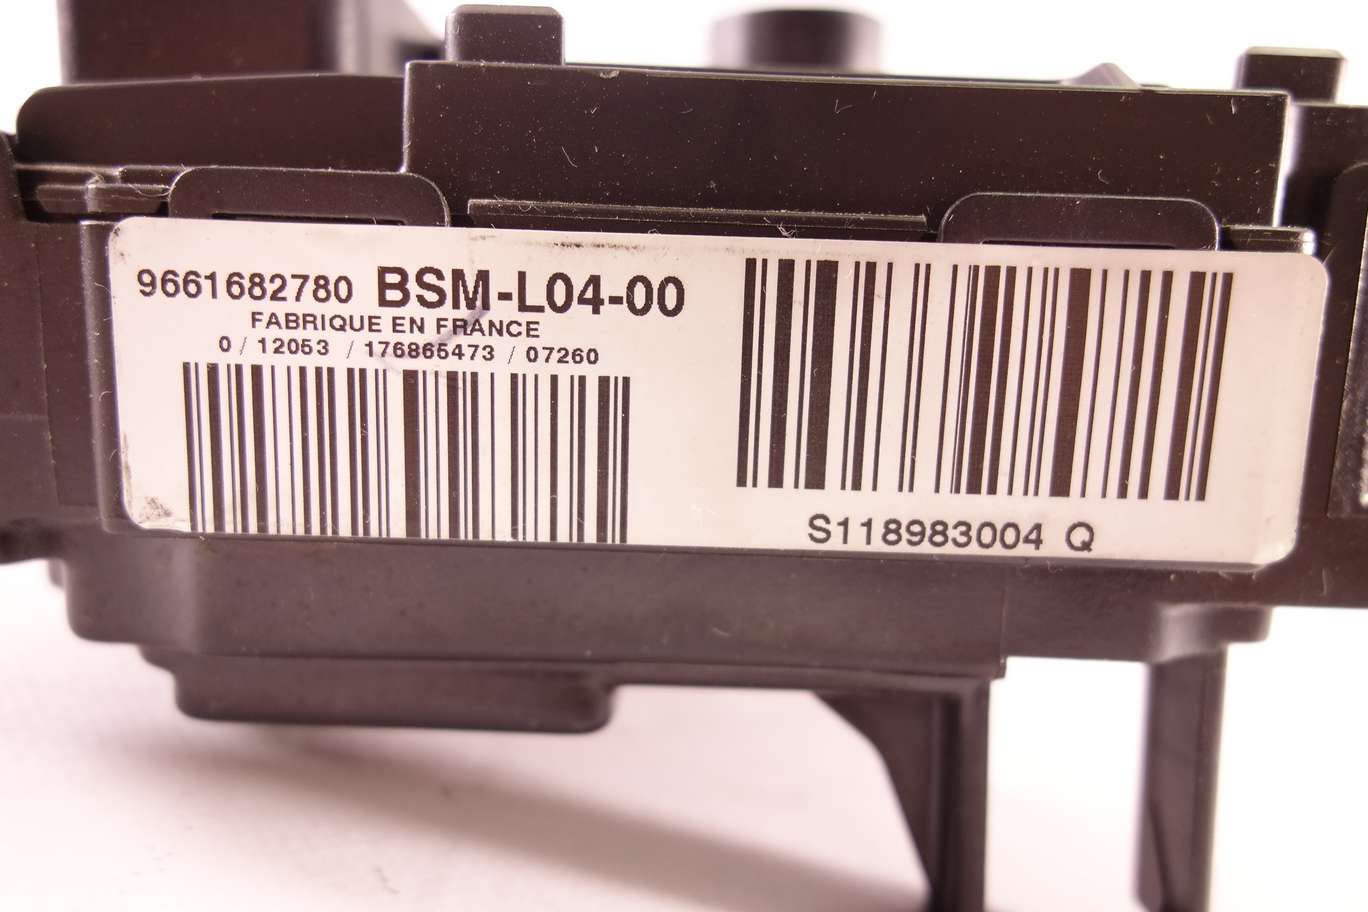 9661682780 BSM-L04-00
FABRIQUE EN FRANCE
0 / 12053 / 176865473 / 07260
S118983004 Q